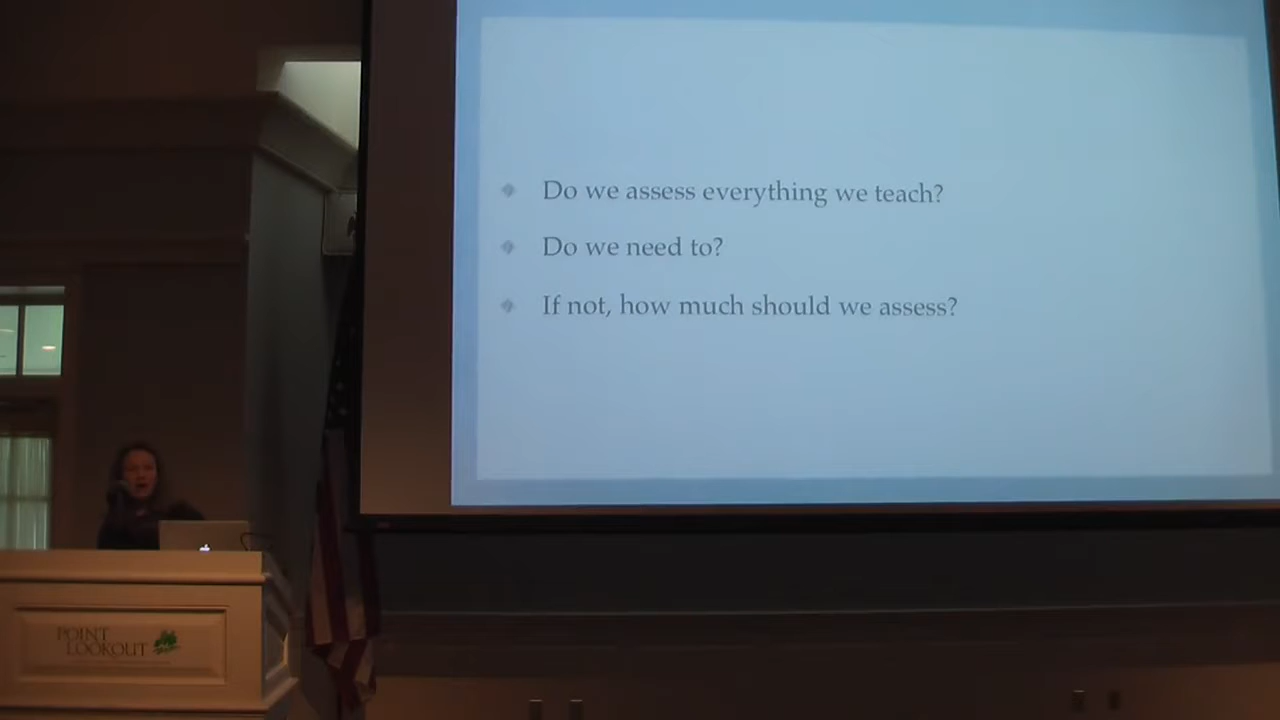 Do we assess everything we teach?
Do we need to?
If not, how much should we assess?
POINT
LOOKOUT